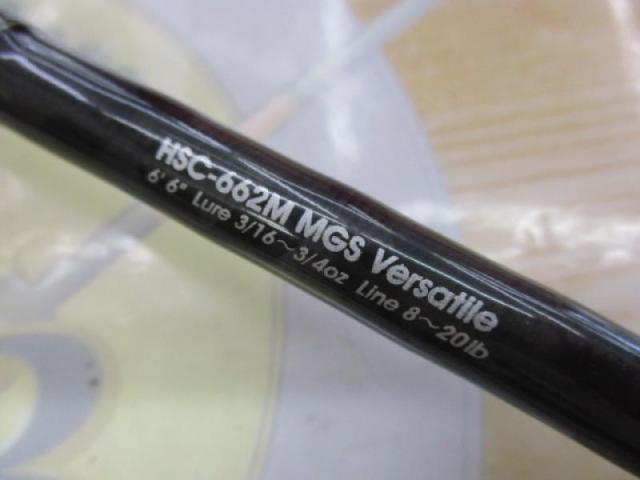 HSC-662M MGS Versatile
6'6" Lure 3/16~3/4oz Line 8~20lb